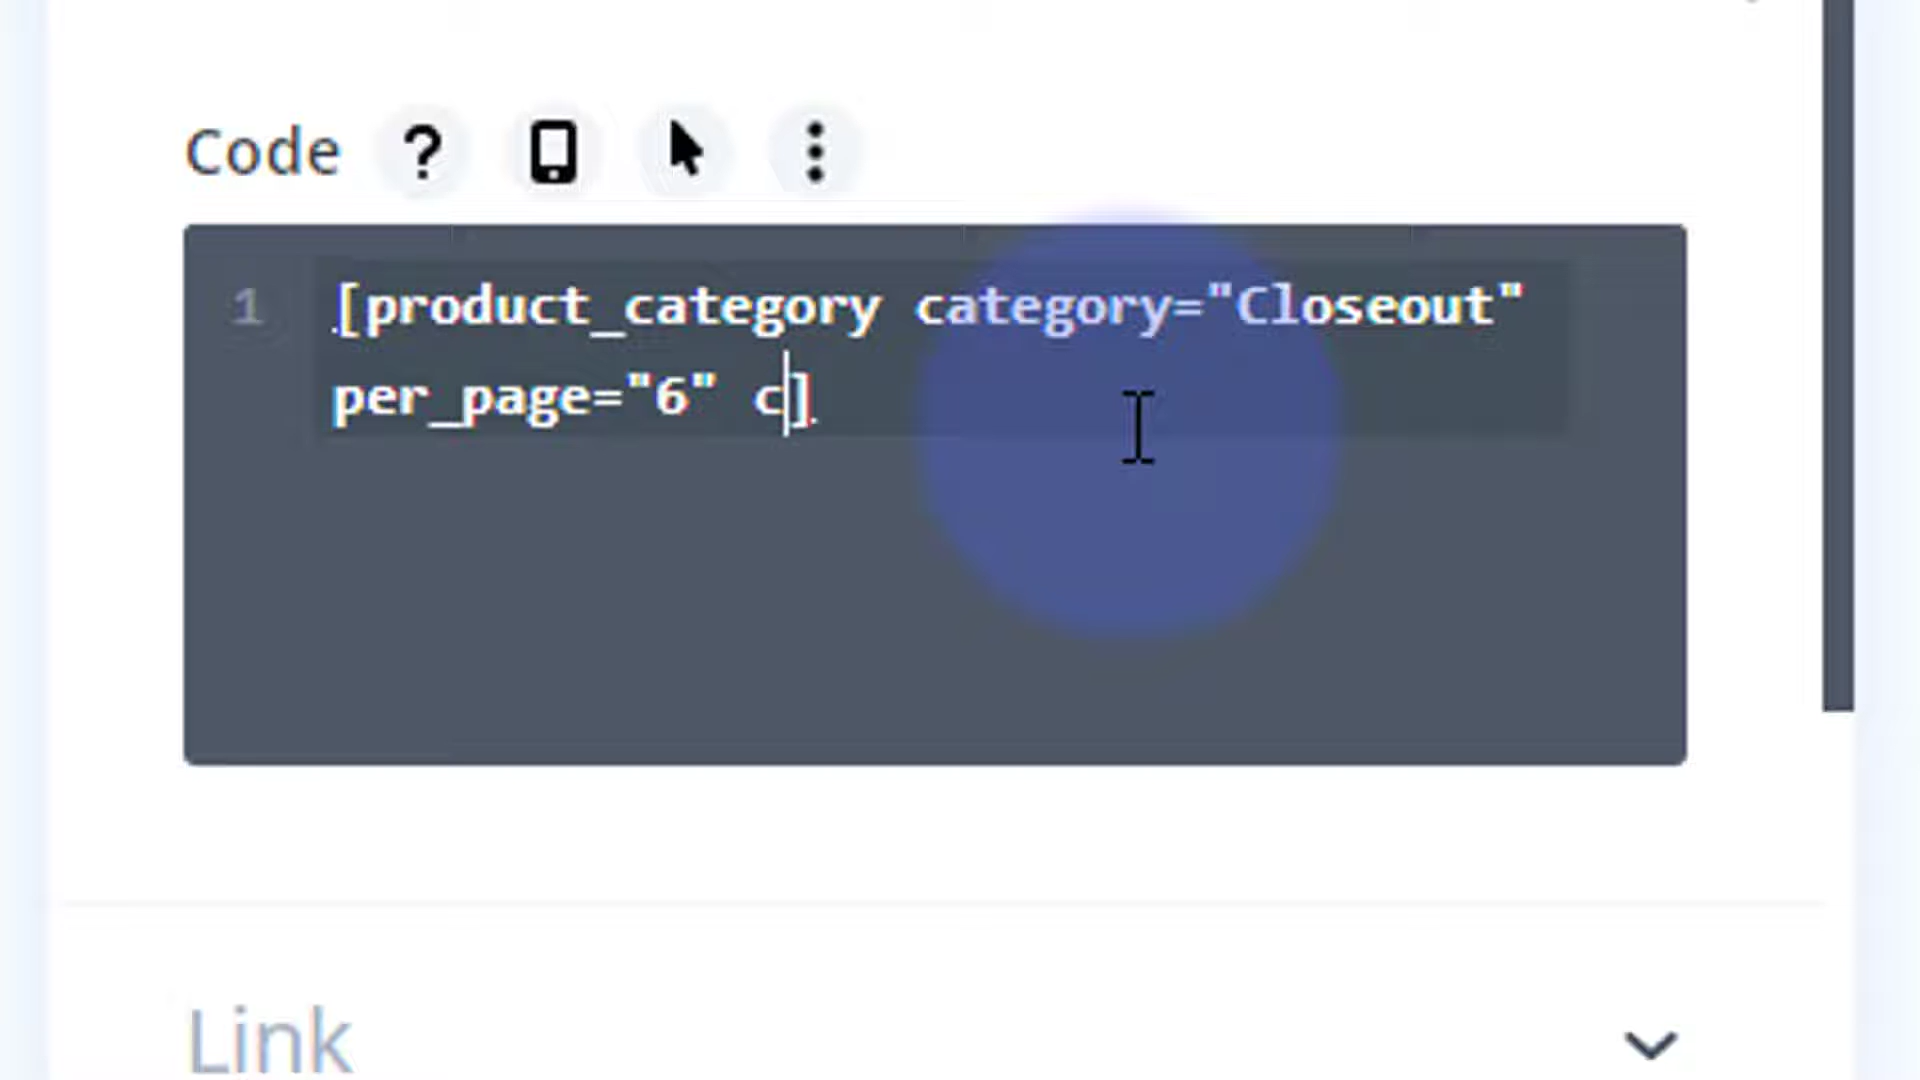 Code ?
1 [product_category category="Closeout"
per_page="6" c]
Link